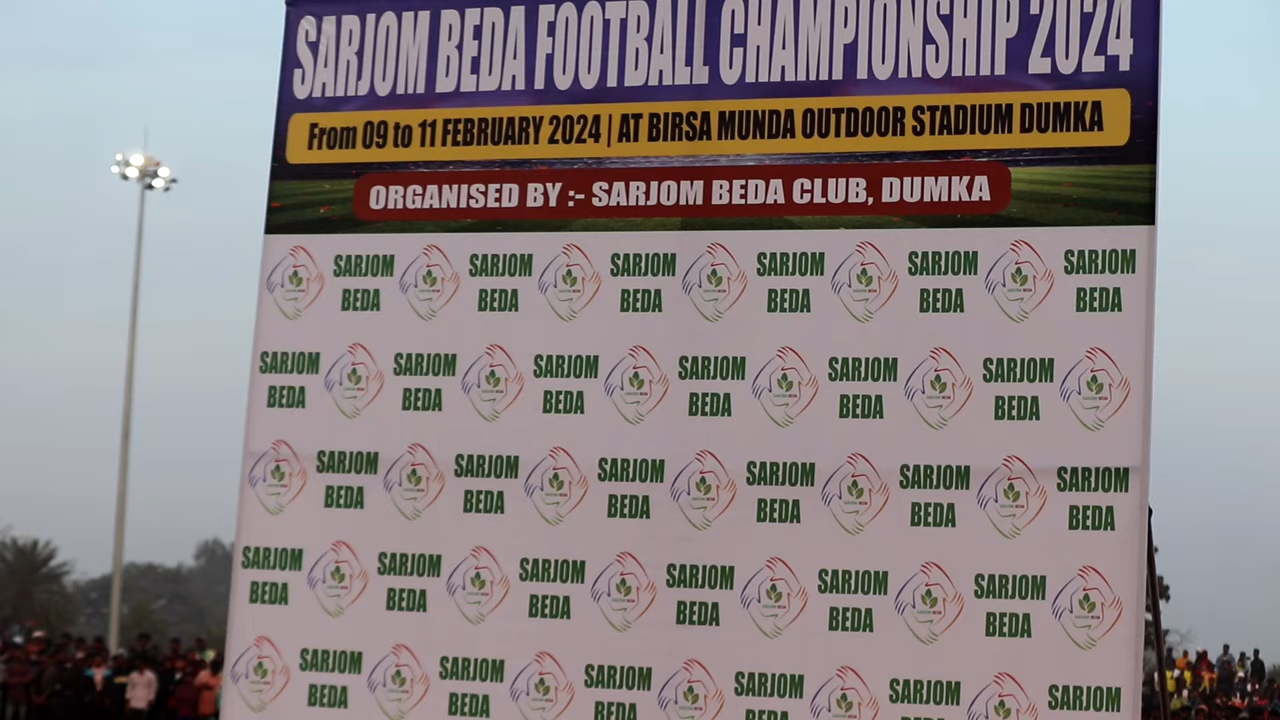 SARJOM BEDA FOOTBALL CHAMPIONSHIP 2024
From 09 to 11 FEBRUARY 2024 | AT BIRSA MUNDA OUTDOOR STADIUM DUMKA
ORGANISED BY :- SARJOM BEDA CLUB, DUMKA
SARJOM SARJOM SARJOM SARJOM SARJOM SARJOM
BEDA BEDA BEDA BEDA BEDA BEDA
SARJOM SARJOM SARJOM SARJOM SARJOM SARJOM
BEDA BEDA BEDA BEDA BEDA BEDA
SARJOM SARJOM SARJOM SARJOM SARJOM SARJOM
BEDA BEDA BEDA BEDA BEDA BEDA
SARJOM SARJOM SARJOM SARJOM SARJOM SARJOM
BEDA BEDA BEDA BEDA BEDA BEDA
SARJOM SARJOM SARJOM SARJOM SARJOM SARJOM
BEDA BEDA BEDA BEDA BEDA